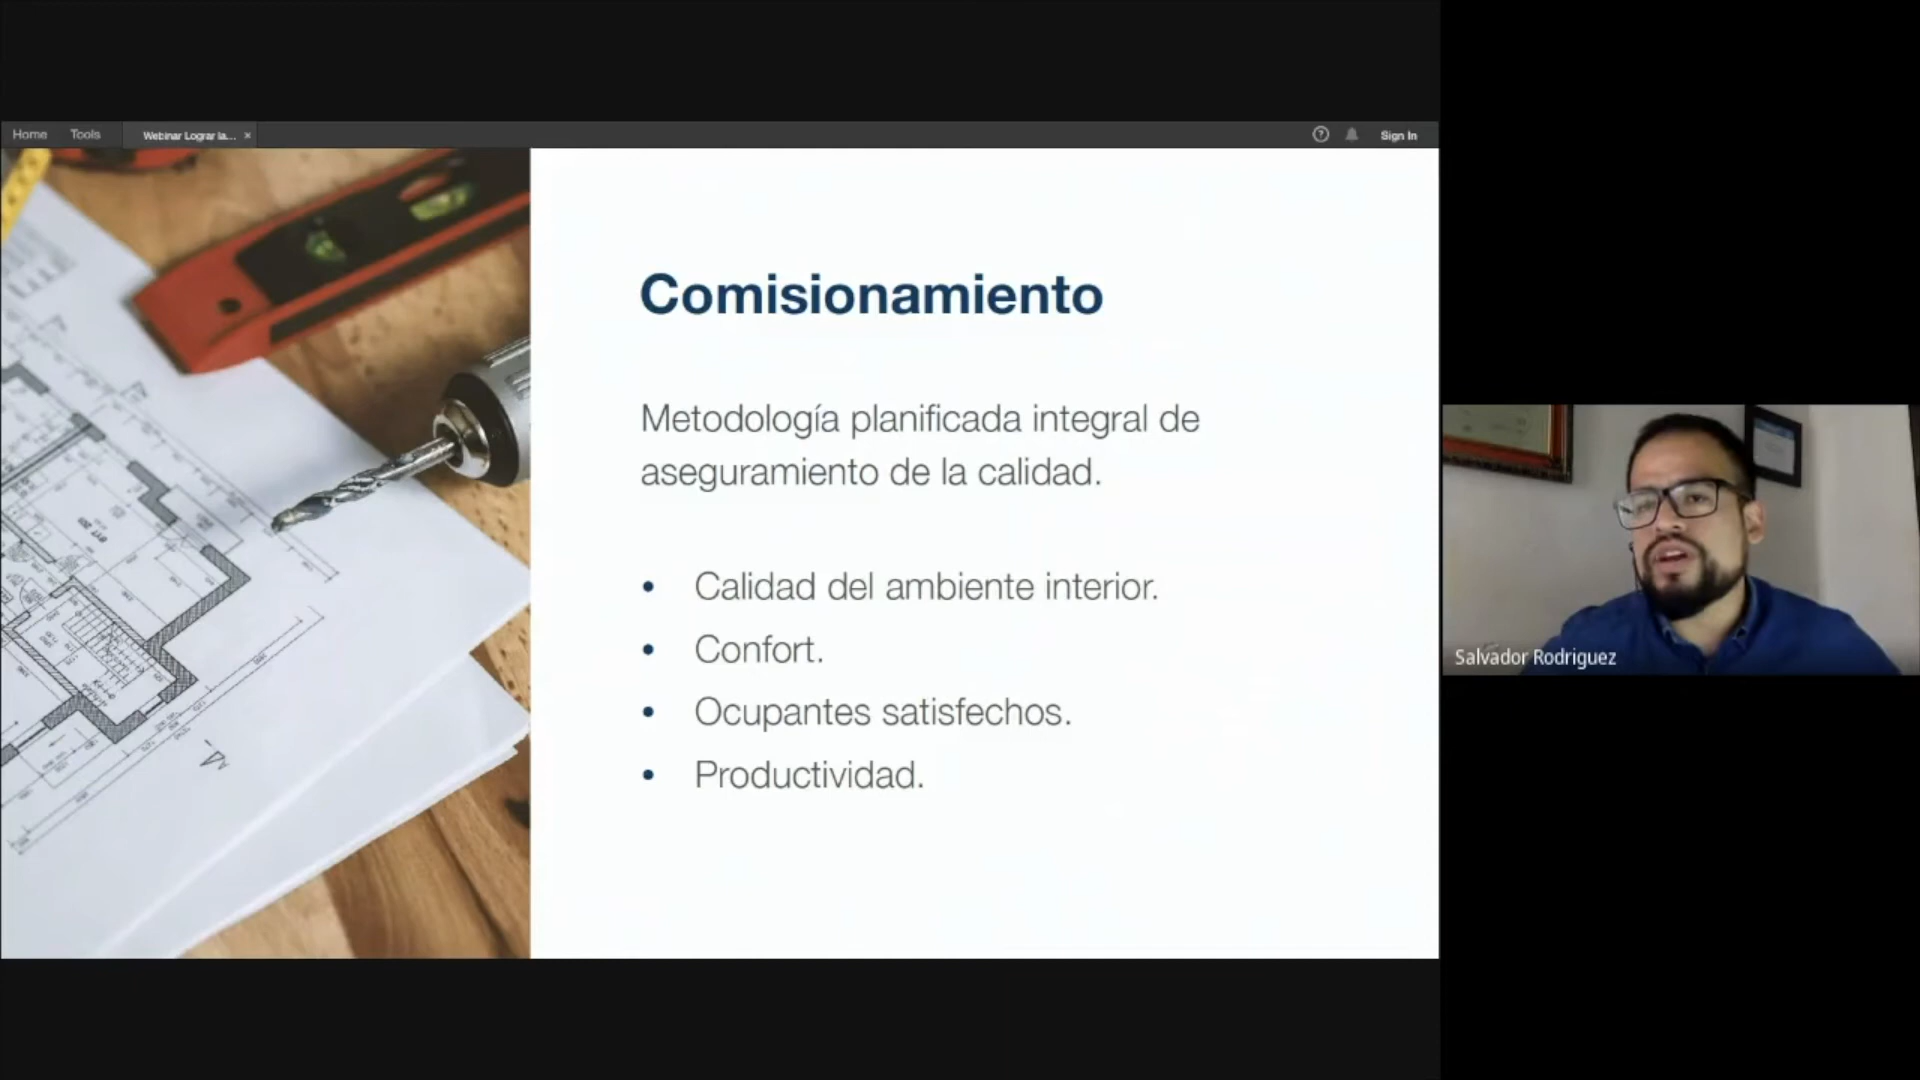 Home
Tools
Webinar Lograr la... ×
?
Sign In
Comisionamiento
Metodología planificada integral de
aseguramiento de la calidad.
• Calidad del ambiente interior.
• Confort.
• Ocupantes satisfechos.
• Productividad.
Salvador Rodriguez